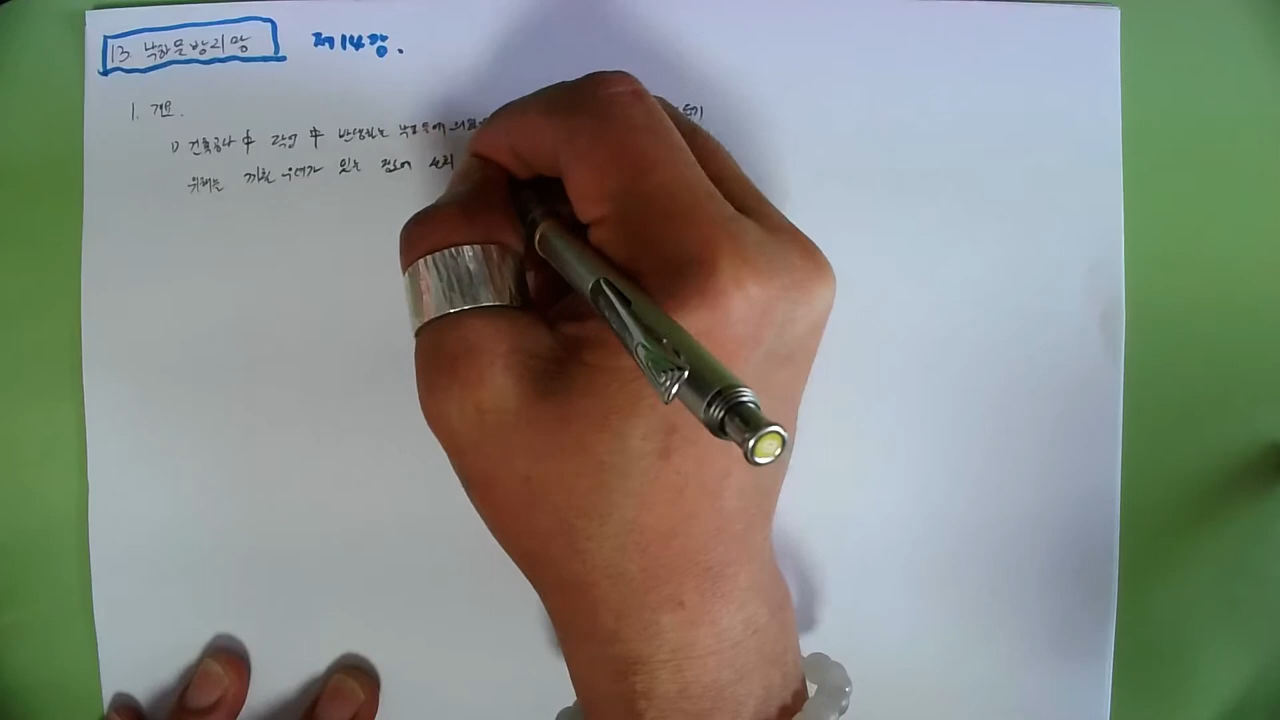 13. 낙하물방지망
제14장.
1. 개요.
1) 건축공사 中 작업 中 발생하는 낙하물에 의한
위해를 끼칠 우려가 있는 장소에 설치